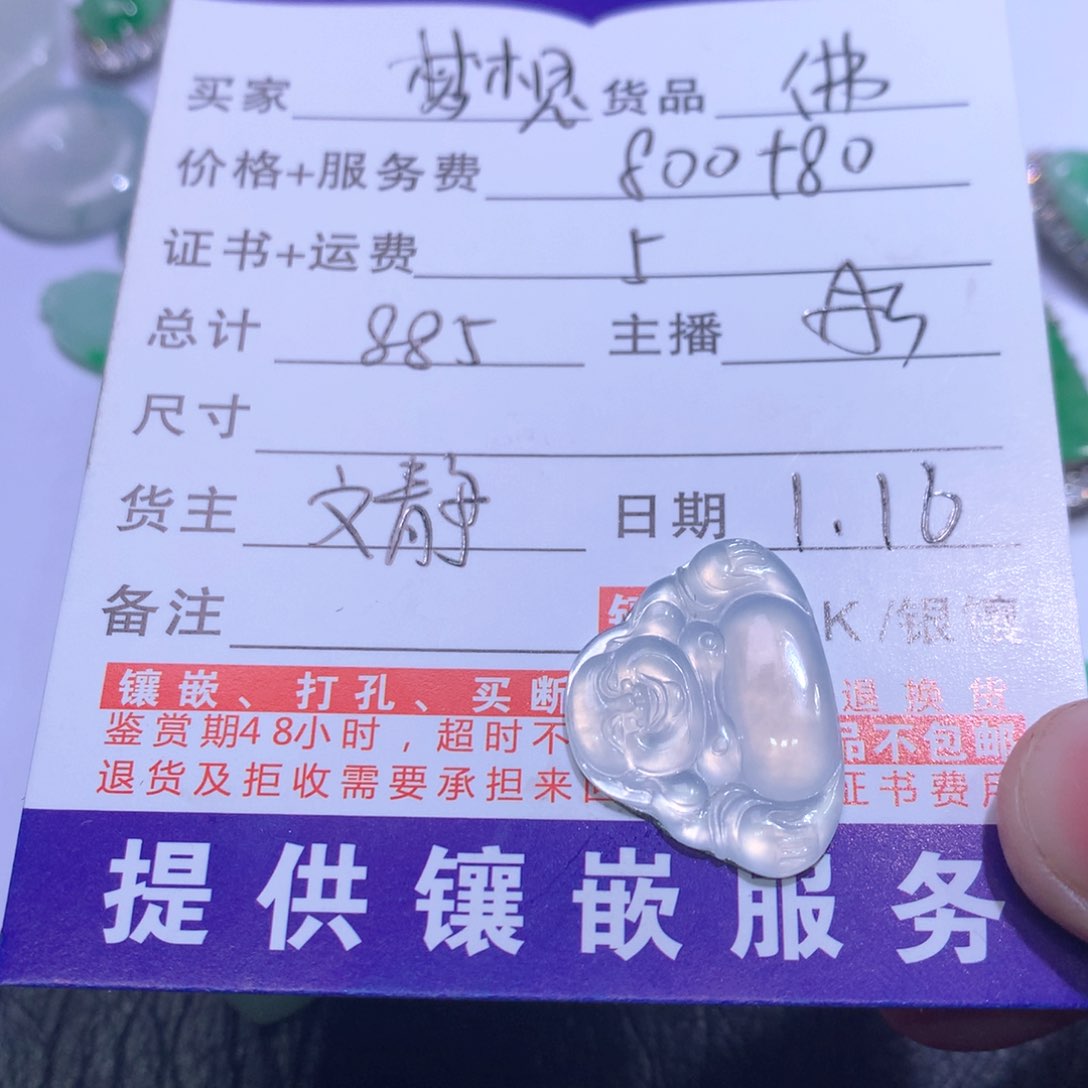 买家 梦想 货品 佛
价格+服务费 800+80
证书+运费 5
总计 885 主播
尺寸
货主 文静 日期 1.16
备注 K/银镶
镶嵌、打孔、买断 退换货
鉴赏期48小时，超时不 品不包邮
退货及拒收需要承担来回 证书费用
提供镶嵌服务